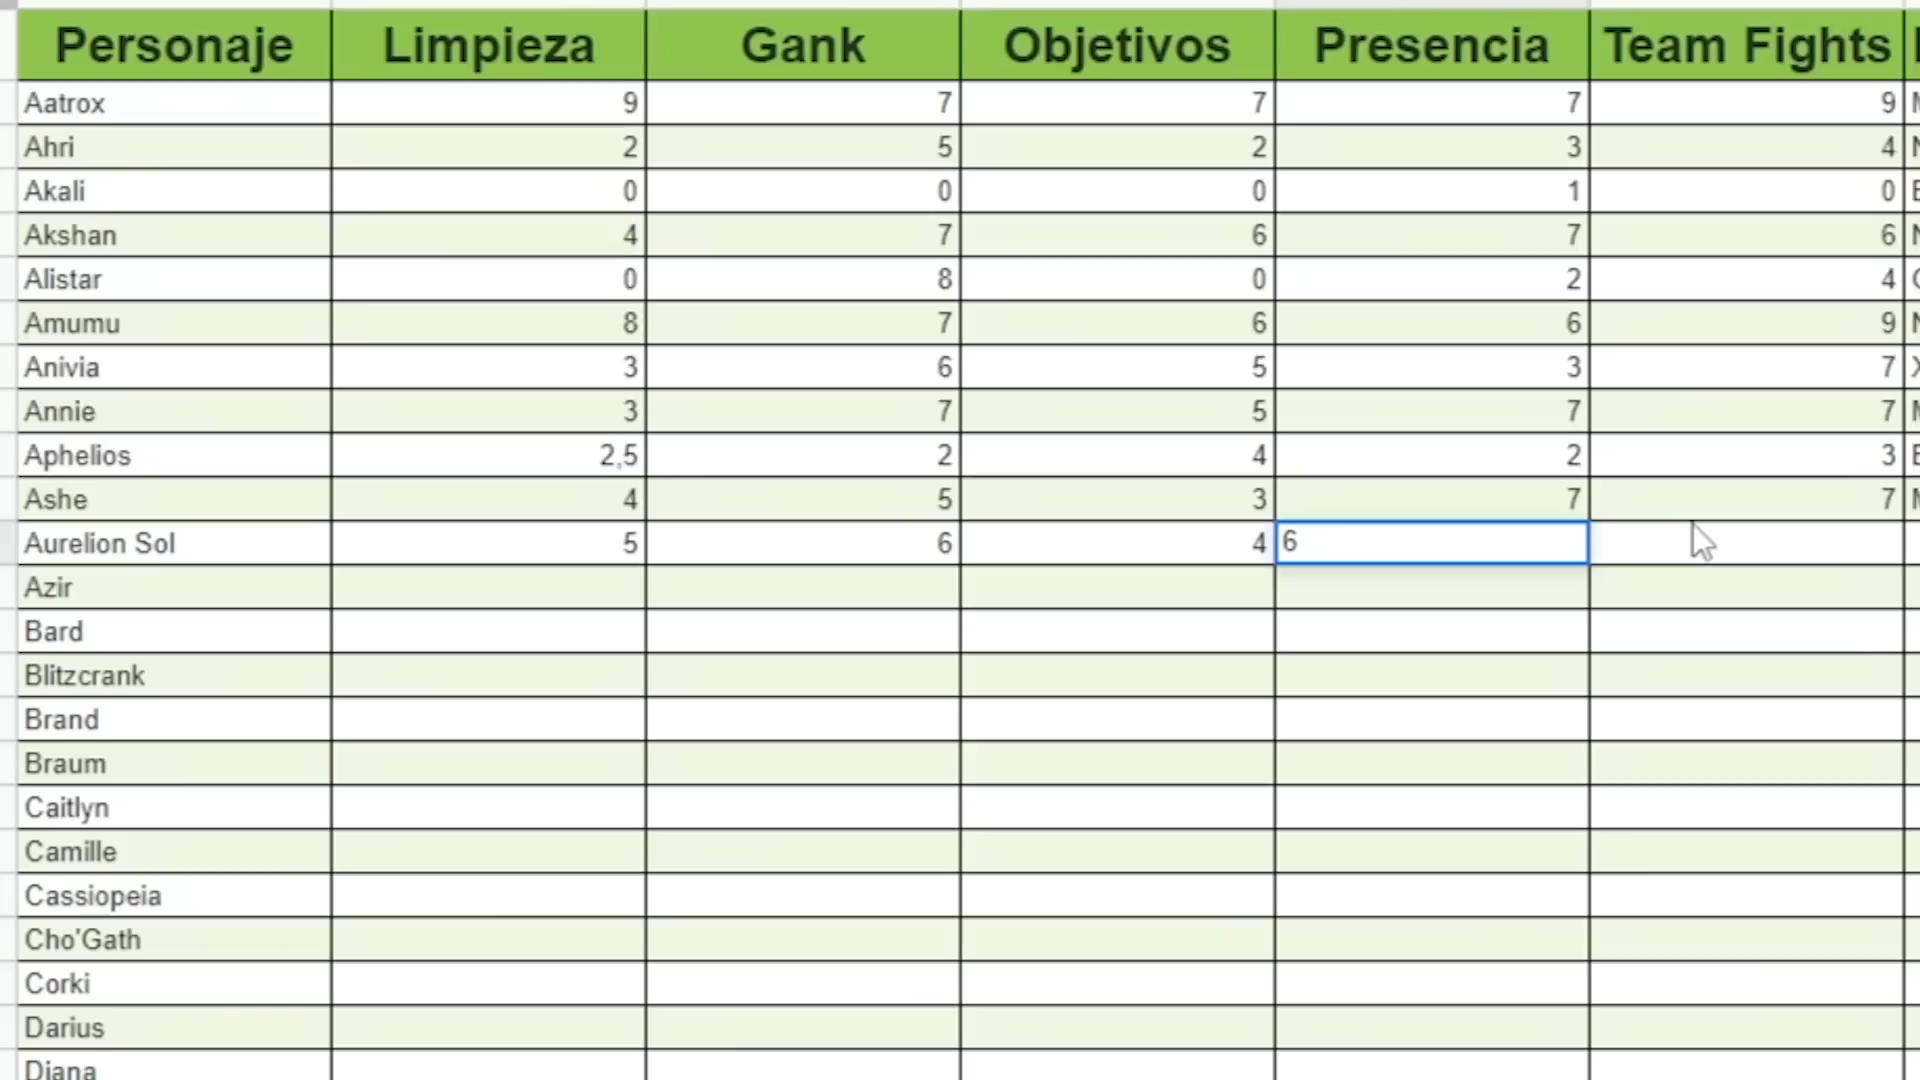 Personaje Limpieza Gank Objetivos Presencia Team Fights
Aatrox 9 7 7 7 9
Ahri 2 5 2 3 4
Akali 0 0 0 1 0
Akshan 4 7 6 7 6
Alistar 0 8 0 2 4
Amumu 8 7 6 6 9
Anivia 3 6 5 3 7
Annie 3 7 5 7 7
Aphelios 2,5 2 4 2 3
Ashe 4 5 3 7 7
Aurelion Sol 5 6 4 6
Azir
Bard
Blitzcrank
Brand
Braum
Caitlyn
Camille
Cassiopeia
Cho'Gath
Corki
Darius
Diana